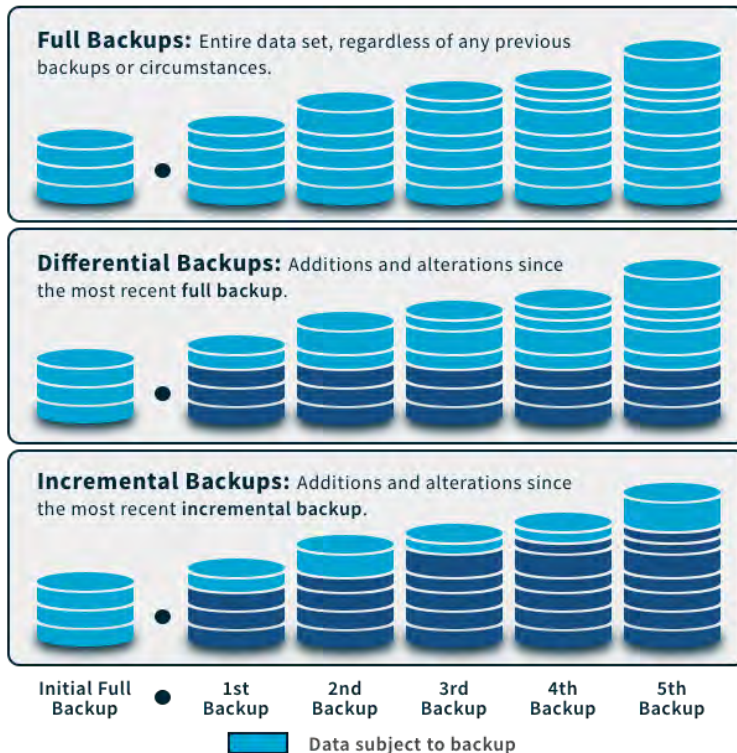 Full Backups: Entire data set, regardless of any previous
backups or circumstances.
Differential Backups: Additions and alterations since
the most recent full backup.
Incremental Backups: Additions and alterations since
the most recent incremental backup.
Initial Full
Backup
1st
Backup
2nd
Backup
3rd
Backup
4th
Backup
5th
Backup
Data subject to backup